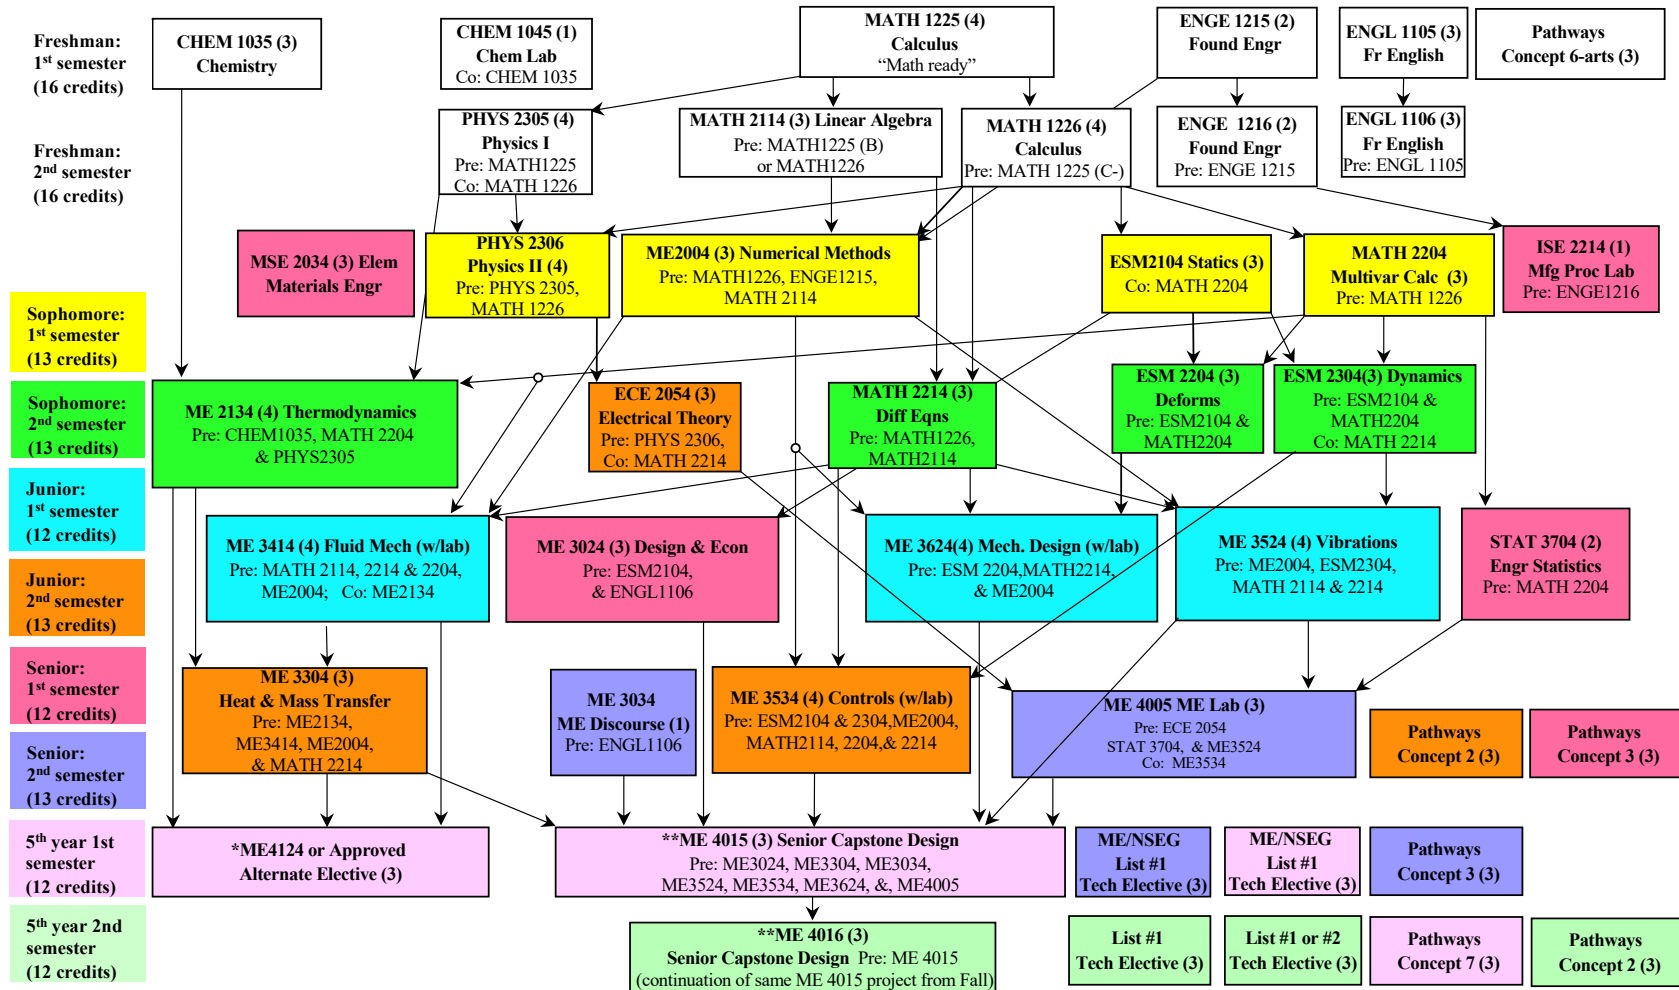 Freshman:
1st semester
(16 credits)
CHEM 1035 (3)
Chemistry
CHEM 1045 (1)
Chem Lab
Co: CHEM 1035
MATH 1225 (4)
Calculus
“Math ready”
ENGE 1215 (2)
Found Engr
ENGL 1105 (3)
Fr English
Pathways
Concept 6-arts (3)
Freshman:
2nd semester
(16 credits)
PHYS 2305 (4)
Physics I
Pre: MATH1225
Co: MATH 1226
MATH 2114 (3) Linear Algebra
Pre: MATH1225 (B)
or MATH1226
MATH 1226 (4)
Calculus
Pre: MATH 1225 (C-)
ENGE 1216 (2)
Found Engr
Pre: ENGE 1215
ENGL 1106 (3)
Fr English
Pre: ENGL 1105
MSE 2034 (3) Elem
Materials Engr
PHYS 2306
Physics II (4)
Pre: PHYS 2305,
MATH 1226
ME2004 (3) Numerical Methods
Pre: MATH1226, ENGE1215,
MATH 2114
ESM2104 Statics (3)
Co: MATH 2204
MATH 2204
Multivar Calc (3)
Pre: MATH 1226
ISE 2214 (1)
Mfg Proc Lab
Pre: ENGE1216
Sophomore:
1st semester
(13 credits)
Sophomore:
2nd semester
(13 credits)
ME 2134 (4) Thermodynamics
Pre: CHEM1035, MATH 2204
& PHYS2305
ECE 2054 (3)
Electrical Theory
Pre: PHYS 2306,
Co: MATH 2214
MATH 2214 (3)
Diff Eqns
Pre: MATH1226,
MATH2114
ESM 2204 (3)
Deforms
Pre: ESM2104 &
MATH2204
ESM 2304(3) Dynamics
Pre: ESM2104 &
MATH2204
Co: MATH 2214
Junior:
1st semester
(12 credits)
ME 3414 (4) Fluid Mech (w/lab)
Pre: MATH 2114, 2214 & 2204,
ME2004; Co: ME2134
ME 3024 (3) Design & Econ
Pre: ESM2104,
& ENGL1106
ME 3624(4) Mech. Design (w/lab)
Pre: ESM 2204,MATH2214,
& ME2004
ME 3524 (4) Vibrations
Pre: ME2004, ESM2304,
MATH 2114 & 2214
STAT 3704 (2)
Engr Statistics
Pre: MATH 2204
Junior:
2nd semester
(13 credits)
Senior:
1st semester
(12 credits)
ME 3304 (3)
Heat & Mass Transfer
Pre: ME2134,
ME3414, ME2004,
& MATH 2214
ME 3034
ME Discourse (1)
Pre: ENGL1106
ME 3534 (4) Controls (w/lab)
Pre: ESM2104 & 2304,ME2004,
MATH2114, 2204,& 2214
ME 4005 ME Lab (3)
Pre: ECE 2054
STAT 3704, & ME3524
Co: ME3534
Pathways
Concept 2 (3)
Pathways
Concept 3 (3)
Senior:
2nd semester
(13 credits)
5th year 1st
semester
(12 credits)
*ME4124 or Approved
Alternate Elective (3)
**ME 4015 (3) Senior Capstone Design
Pre: ME3024, ME3304, ME3034,
ME3524, ME3534, ME3624, &, ME4005
ME/NSEG
List #1
Tech Elective (3)
ME/NSEG
List #1
Tech Elective (3)
Pathways
Concept 3 (3)
5th year 2nd
semester
(12 credits)
**ME 4016 (3)
Senior Capstone Design Pre: ME 4015
(continuation of same ME 4015 project from Fall)
List #1
Tech Elective (3)
List #1 or #2
Tech Elective (3)
Pathways
Concept 7 (3)
Pathways
Concept 2 (3)